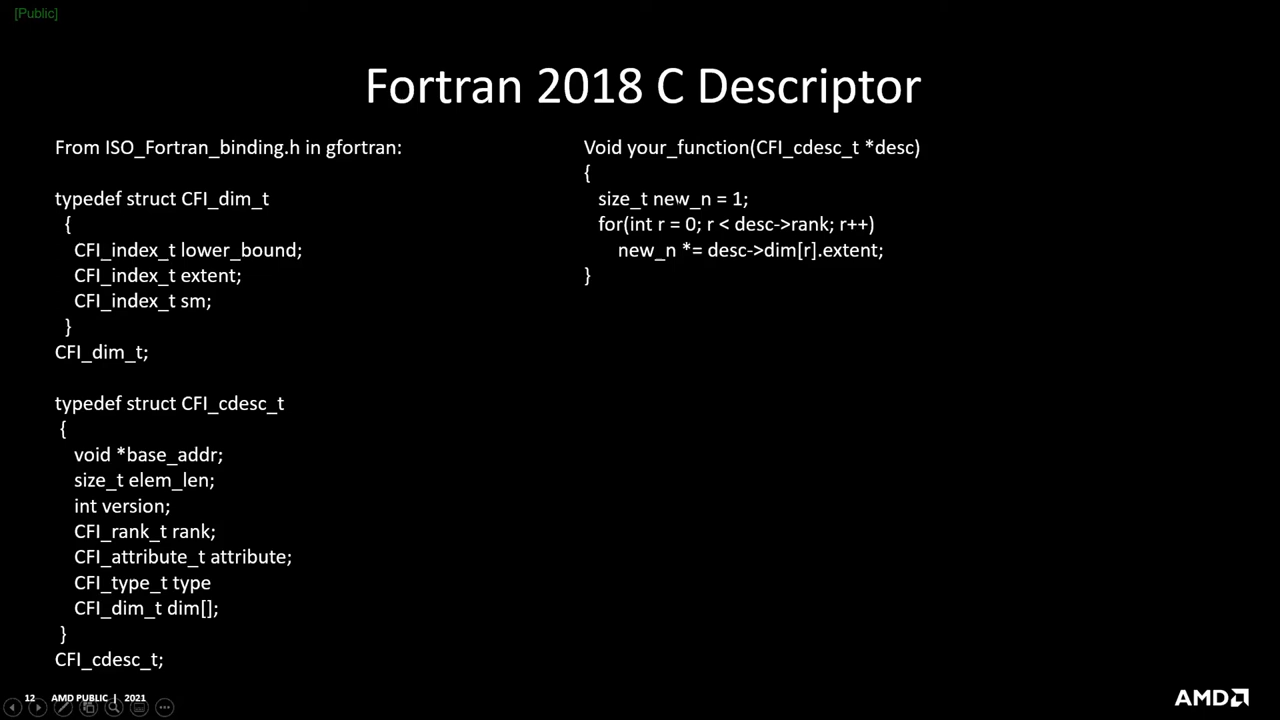 [Public]
Fortran 2018 C Descriptor
From ISO_Fortran_binding.h in gfortran:
typedef struct CFI_dim_t
{
CFI_index_t lower_bound;
CFI_index_t extent;
CFI_index_t sm;
}
CFI_dim_t;
typedef struct CFI_cdesc_t
{
void *base_addr;
size_t elem_len;
int version;
CFI_rank_t rank;
CFI_attribute_t attribute;
CFI_type_t type
CFI_dim_t dim[];
}
CFI_cdesc_t;
Void your_function(CFI_cdesc_t *desc)
{
size_t new_n = 1;
for(int r = 0; r < desc->rank; r++)
new_n *= desc->dim[r].extent;
}
12 AMD PUBLIC | 2021
AMD